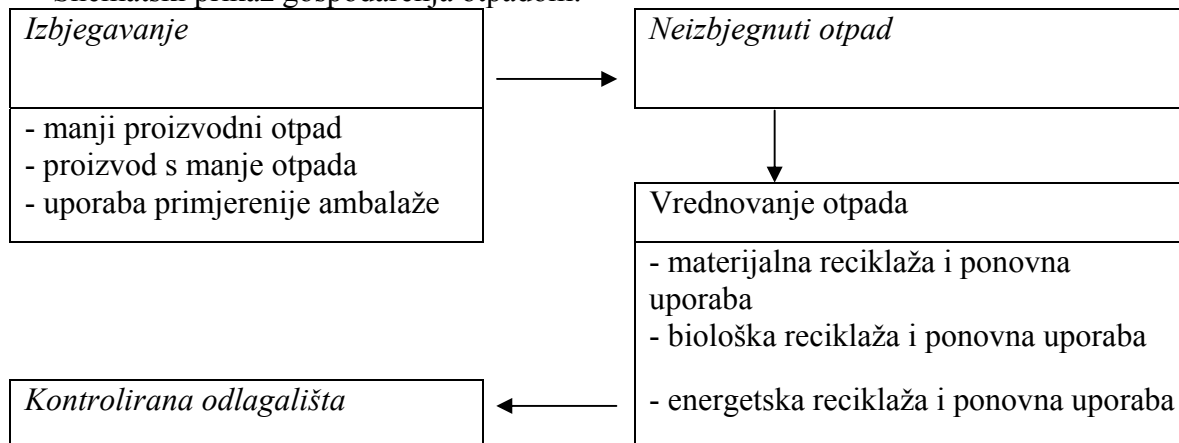 Shematski prikaz gospodarenja otpadom:
Izbjegavanje
- manji proizvodni otpad
- proizvod s manje otpada
- uporaba primjerenije ambalaže
Neizbjegnuti otpad
Vrednovanje otpada
- materijalna reciklaža i ponovna
uporaba
- biološka reciklaža i ponovna uporaba
- energetska reciklaža i ponovna uporaba
Kontrolirana odlagališta